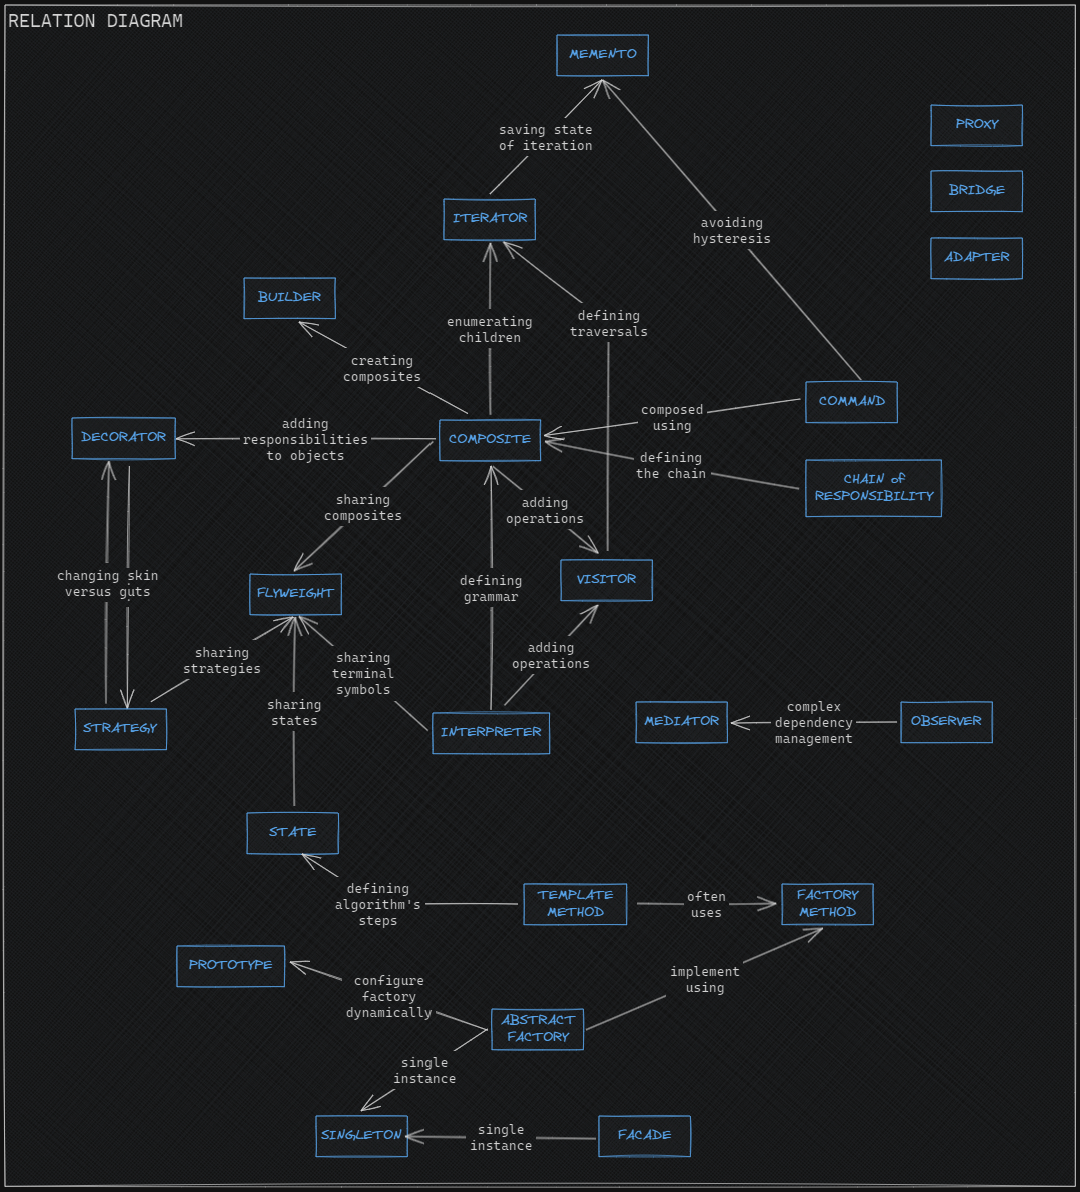 RELATION DIAGRAM
MEMENTO
PROXY
saving state
of iteration
BRIDGE
ITERATOR
avoiding
hysteresis
ADAPTER
BUILDER
enumerating
children
defining
traversals
creating
composites
COMMAND
composed
using
DECORATOR
adding
responsibilities
to objects
COMPOSITE
defining
the chain
CHAIN of
RESPONSIBILITY
sharing
composites
adding
operations
changing skin
versus guts
FLYWEIGHT
defining
grammar
VISITOR
sharing
strategies
sharing
terminal
symbols
adding
operations
sharing
states
STRATEGY
INTERPRETER
MEDIATOR
complex
dependency
management
OBSERVER
STATE
defining
algorithm's
steps
TEMPLATE
METHOD
often
uses
FACTORY
METHOD
PROTOTYPE
configure
factory
dynamically
implement
using
ABSTRACT
FACTORY
single
instance
SINGLETON
single
instance
FACADE